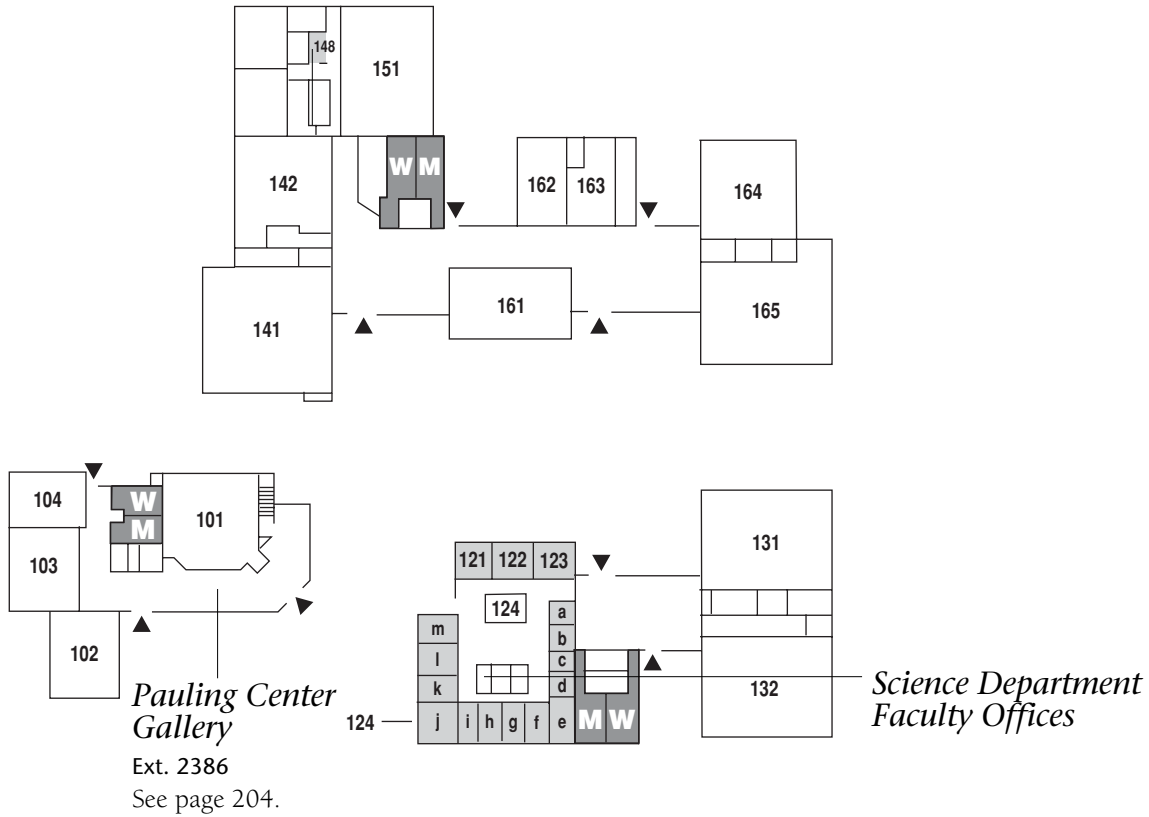 148
151
W M
142
162
163
164
161
165
141
104
W
M
101
103
102
131
121 122 123
124
a
b
c
d
e
m
l
k
j
i h g f
M W
132
124
Pauling Center
Gallery
Ext. 2386
See page 204.
Science Department
Faculty Offices